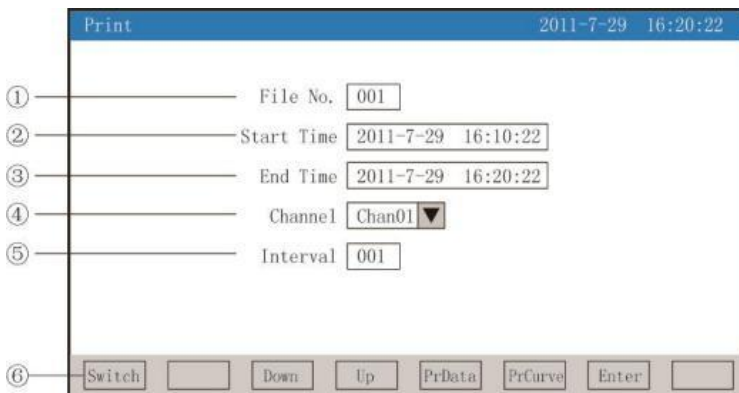 Print 2011-7-29 16:20:22
① File No. 001
② Start Time 2011-7-29 16:10:22
③ End Time 2011-7-29 16:20:22
④ Channel Chan01
⑤ Interval 001
⑥ Switch Down Up PrData PrCurve Enter